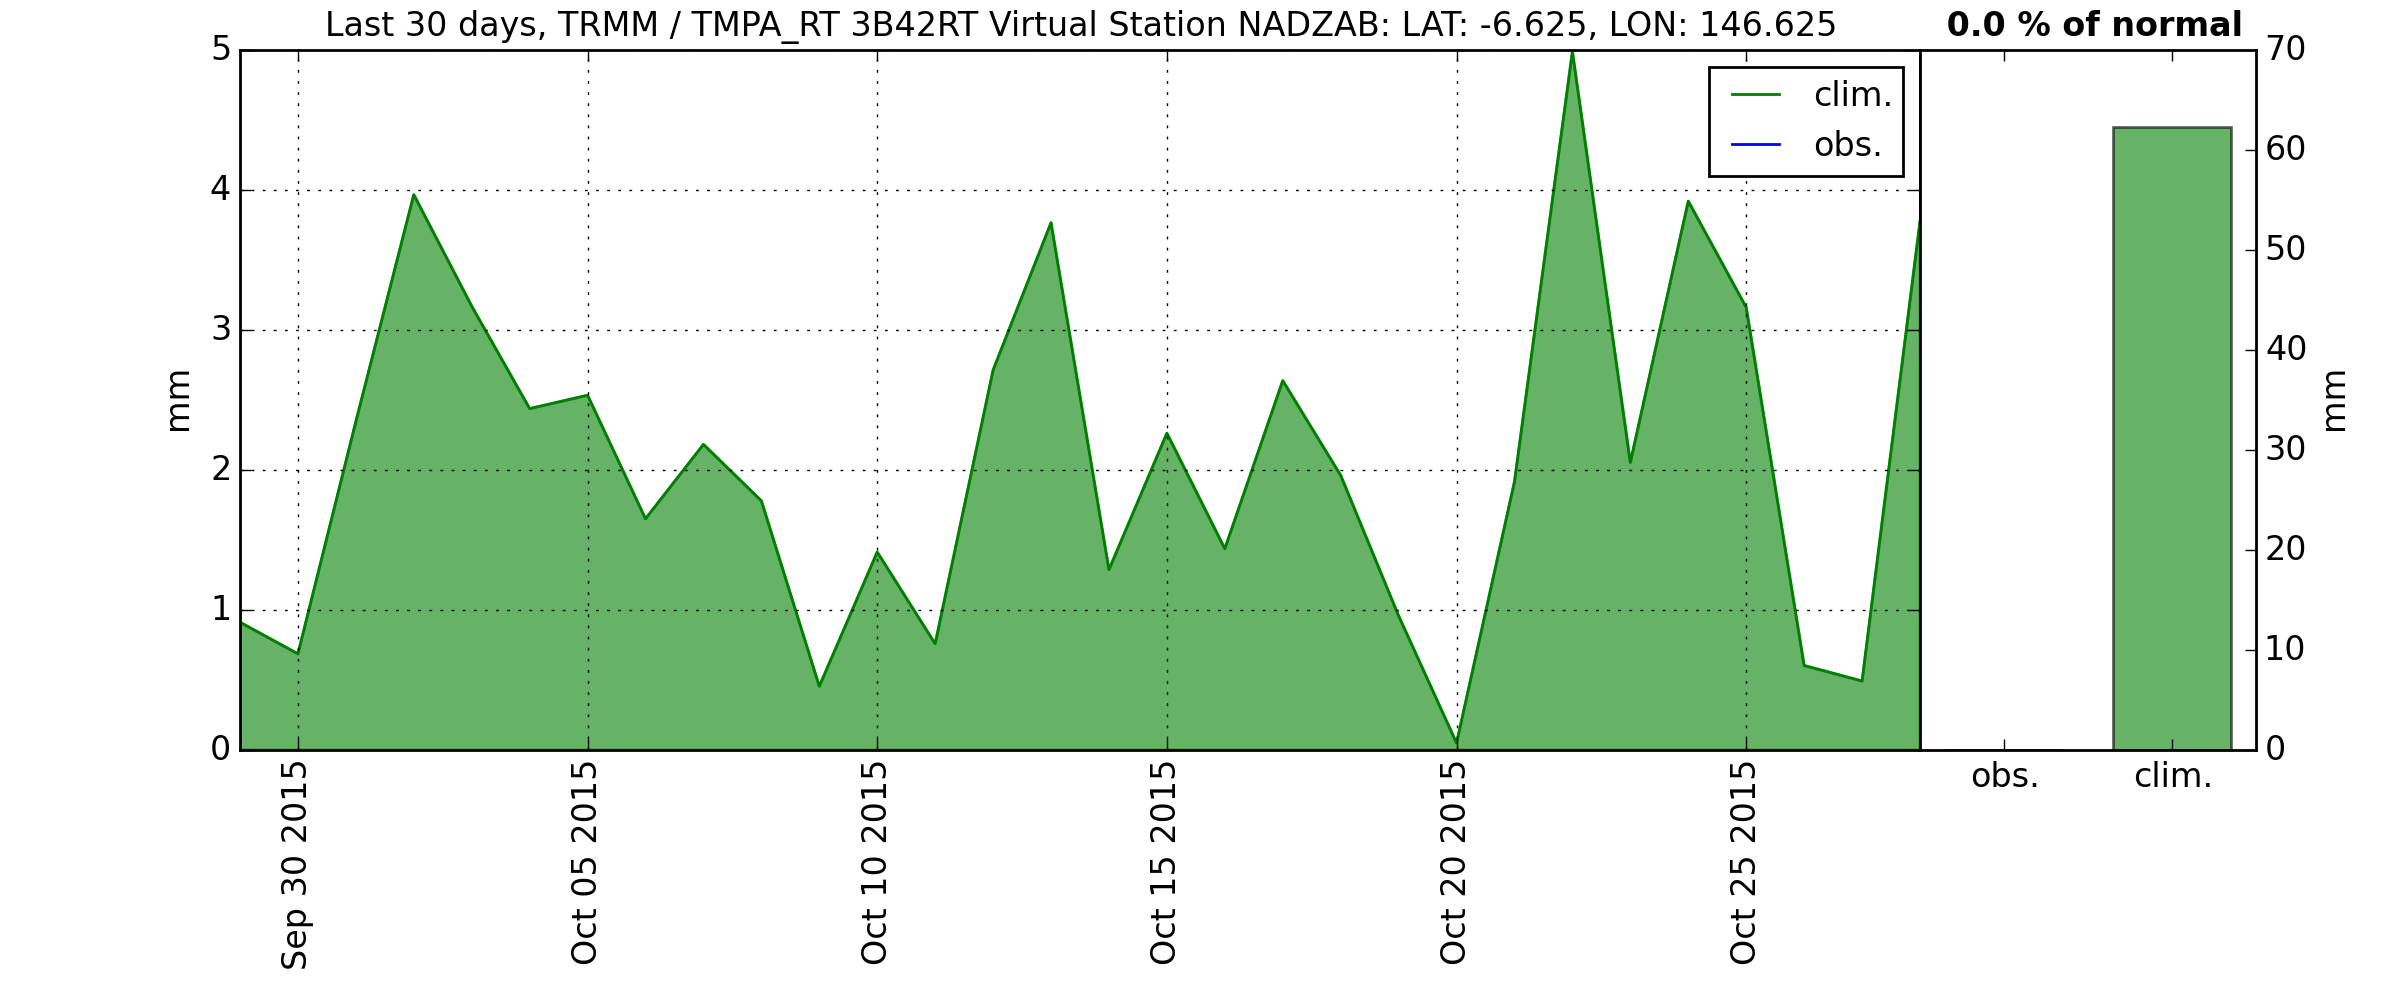 Last 30 days, TRMM / TMPA_RT 3B42RT Virtual Station NADZAB: LAT: -6.625, LON: 146.625
0.0 % of normal
5
4
3
2
1
0
mm
clim.
obs.
Sep 30 2015
Oct 05 2015
Oct 10 2015
Oct 15 2015
Oct 20 2015
Oct 25 2015
obs.
clim.
70
60
50
40
30
20
10
0
mm